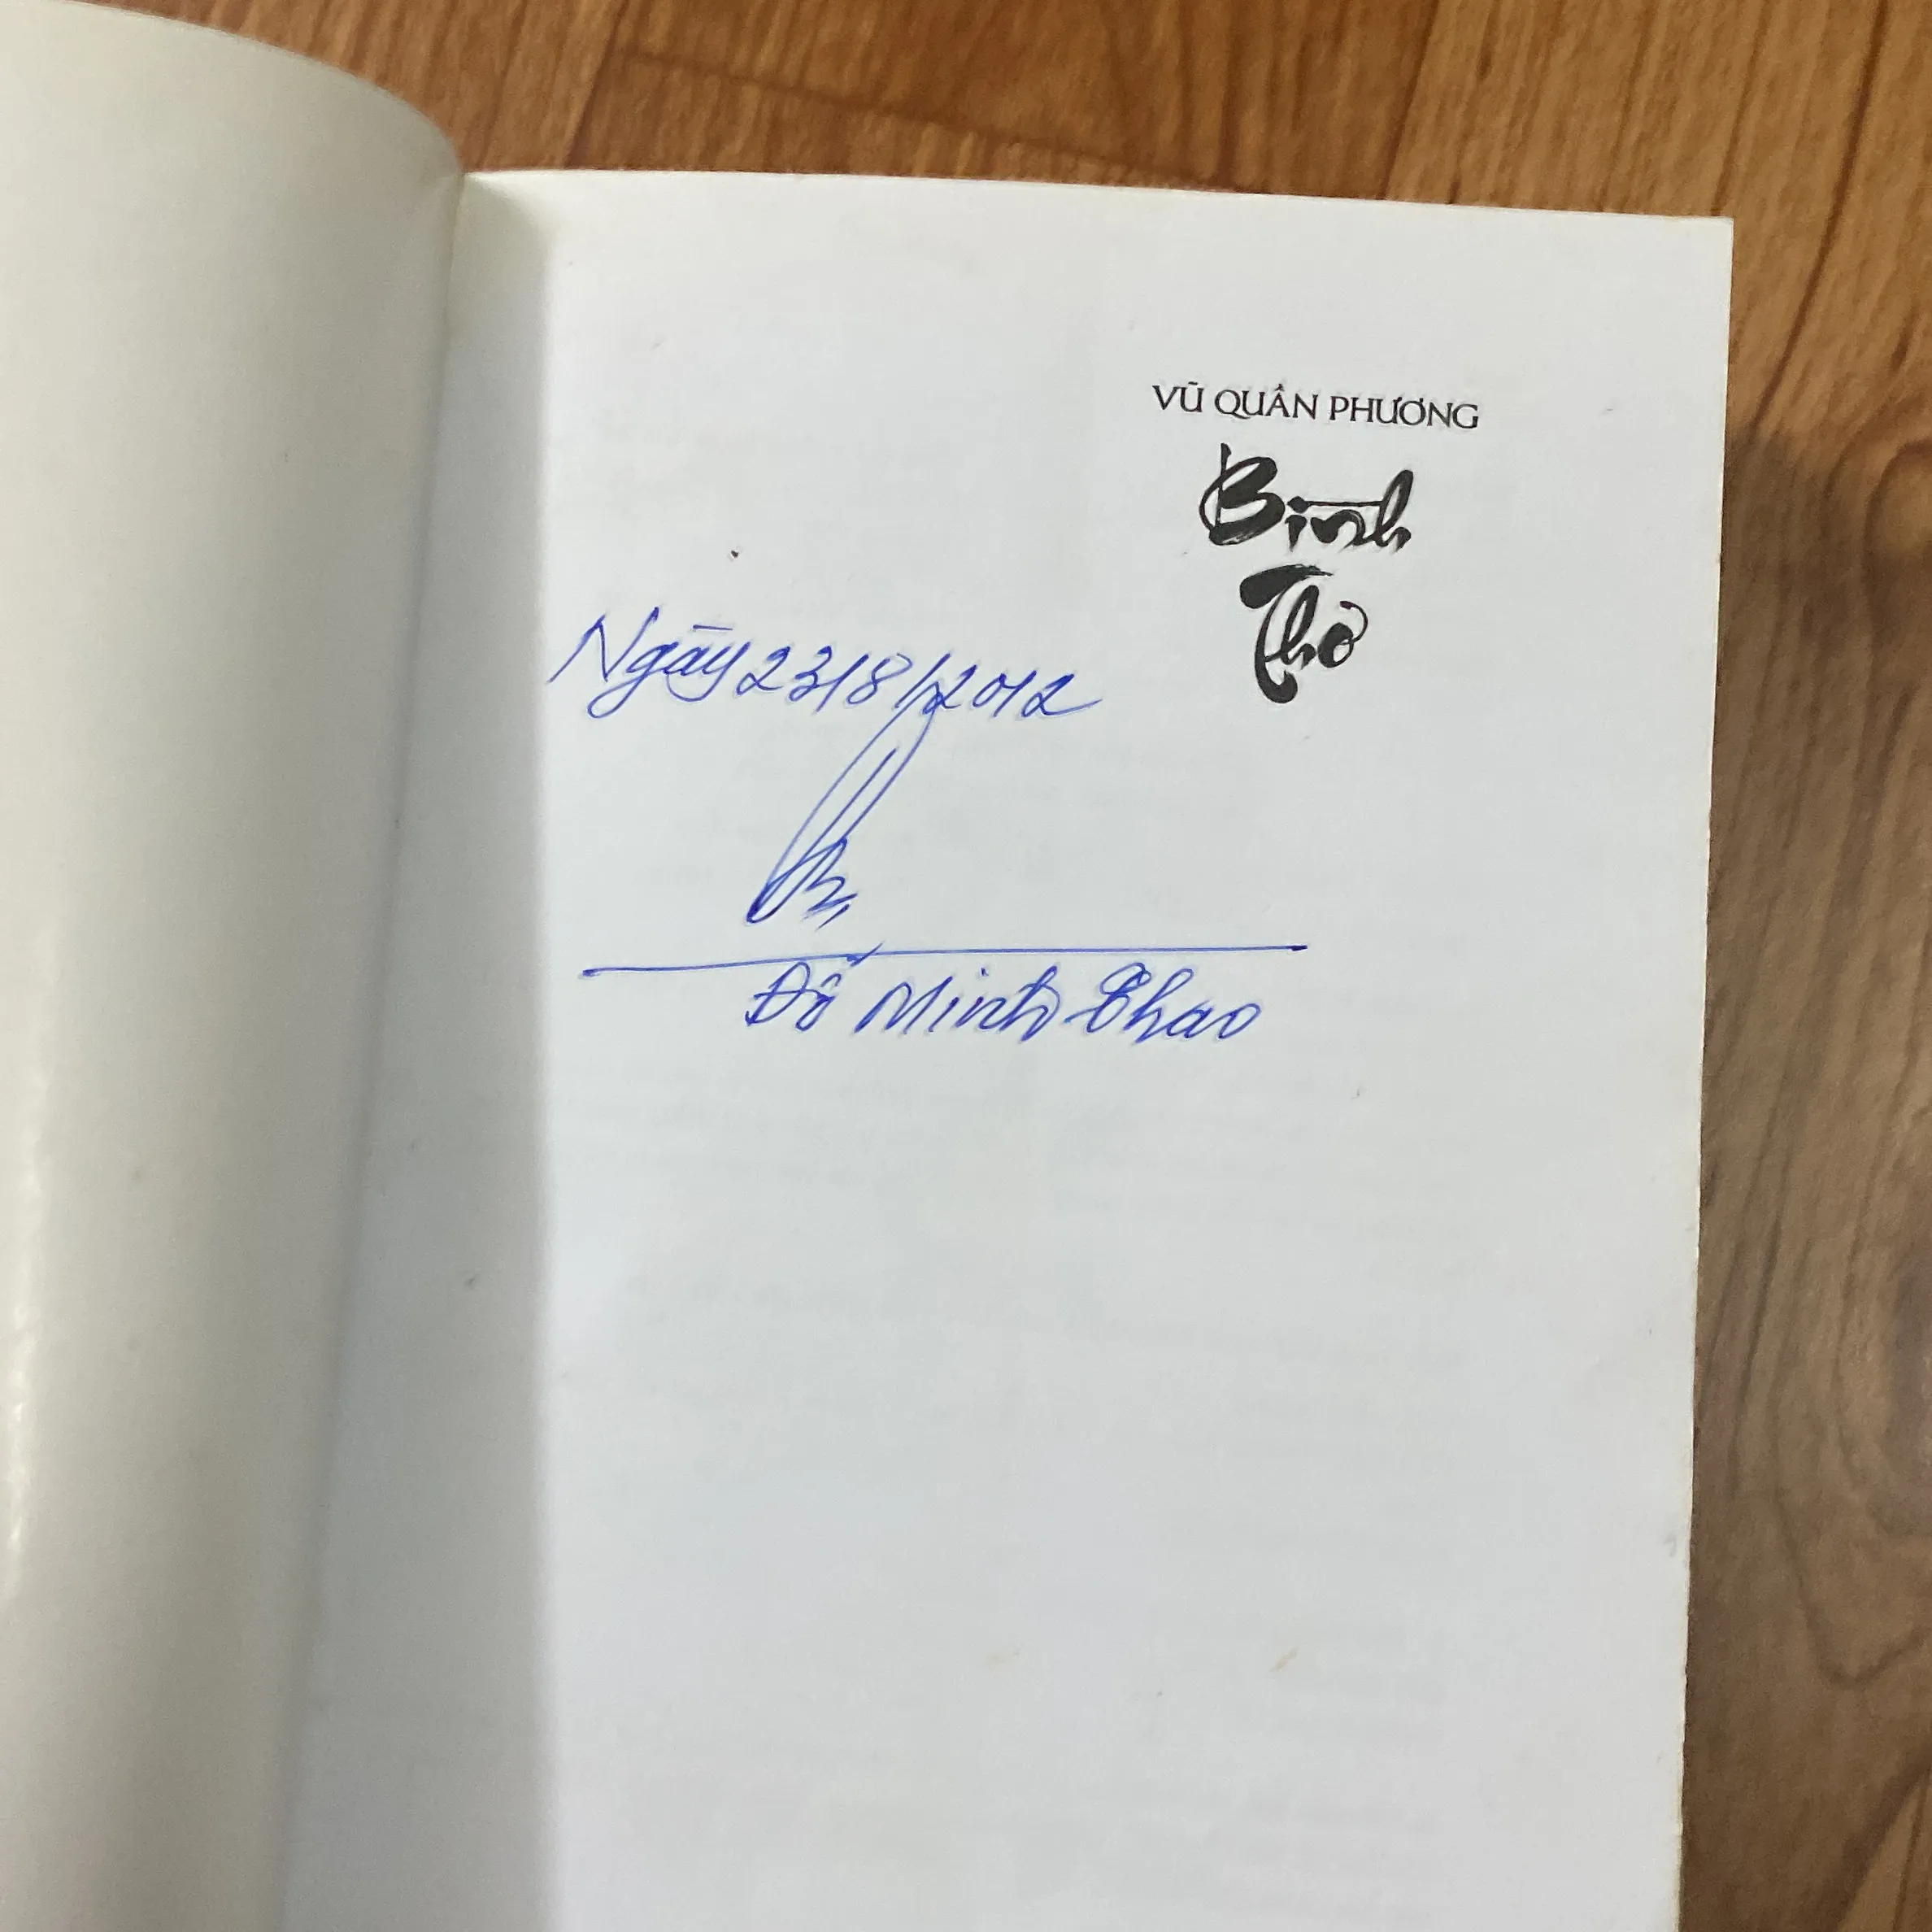 VŨ QUẦN PHƯƠNG
Bình
Thơ
Ngày 23/8/2012
Đỗ Minh Thao